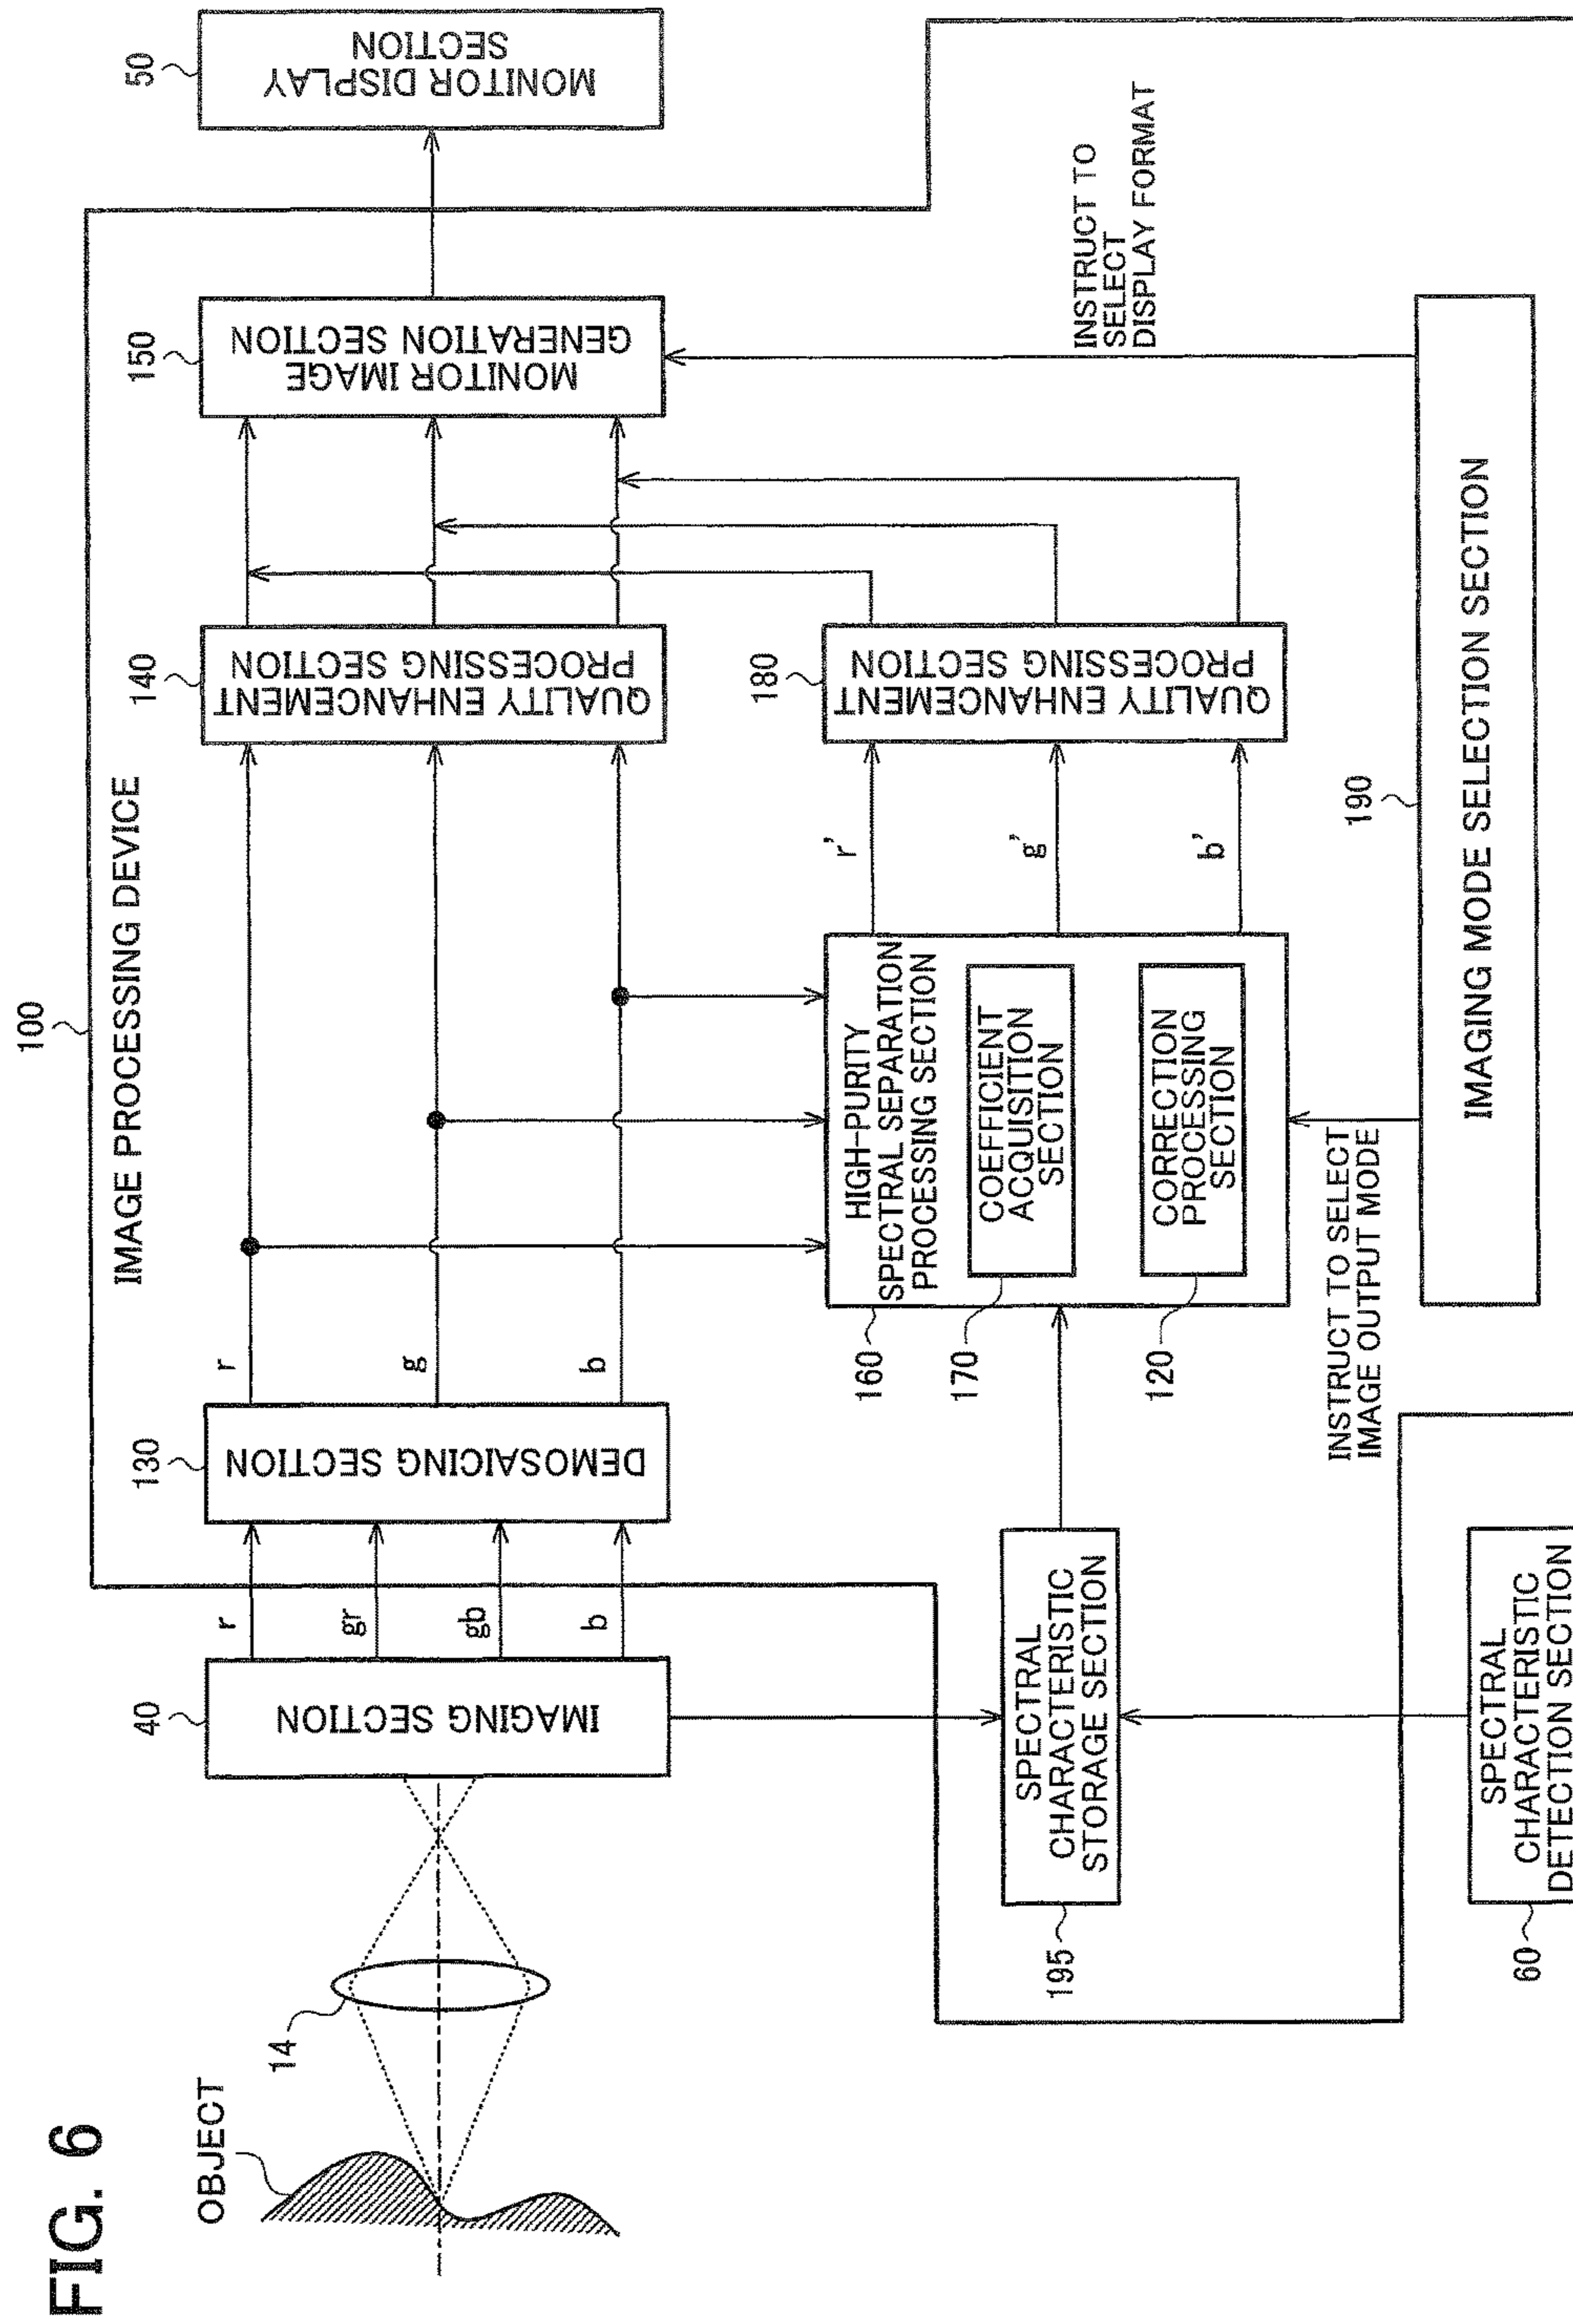 FIG. 6
100
IMAGE PROCESSING DEVICE
OBJECT
14
40
IMAGING SECTION
r
gr
gb
b
130
DEMOSAICING SECTION
r
g
b
140
QUALITY ENHANCEMENT
PROCESSING SECTION
150
MONITOR IMAGE
GENERATION SECTION
50
MONITOR DISPLAY
SECTION
160
HIGH-PURITY
SPECTRAL SEPARATION
PROCESSING SECTION
170
COEFFICIENT
ACQUISITION
SECTION
120
CORRECTION
PROCESSING
SECTION
r'
g'
b'
180
QUALITY ENHANCEMENT
PROCESSING SECTION
INSTRUCT TO
SELECT
DISPLAY FORMAT
195
SPECTRAL
CHARACTERISTIC
STORAGE SECTION
INSTRUCT TO SELECT
IMAGE OUTPUT MODE
190
IMAGING MODE SELECTION SECTION
60
SPECTRAL
CHARACTERISTIC
DETECTION SECTION